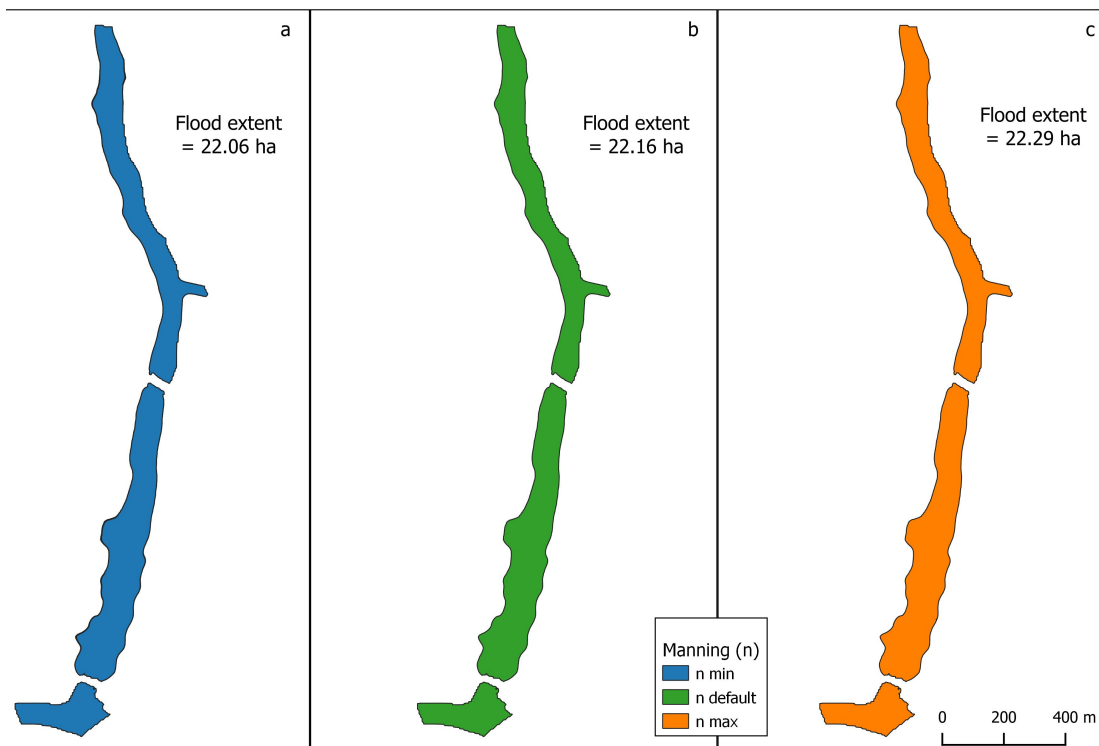 a
Flood extent
= 22.06 ha
b
Flood extent
= 22.16 ha
c
Flood extent
= 22.29 ha
Manning (n)
n min
n default
n max
0 200 400 m